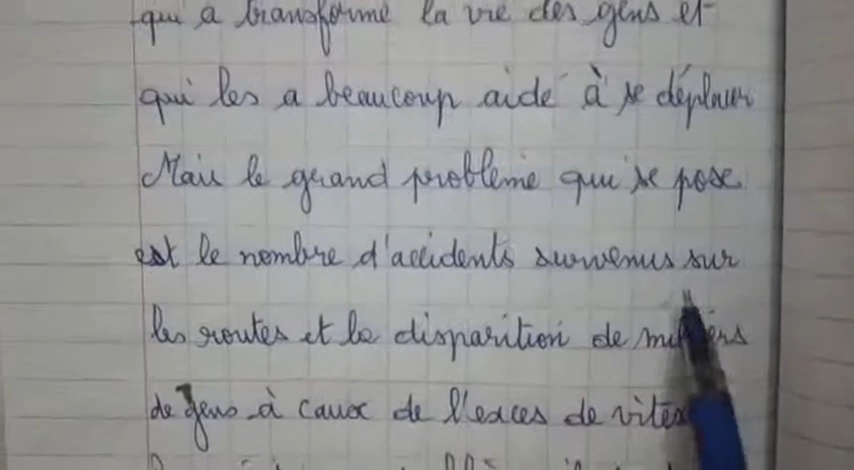 qui a transformé la vie des gens et
qui les a beaucoup aidé à se déplacer
Mais le grand problème qui se pose
est le nombre d'accidents survenus sur
les routes et la disparition de milliers
de gens à cause de l'exces de vites